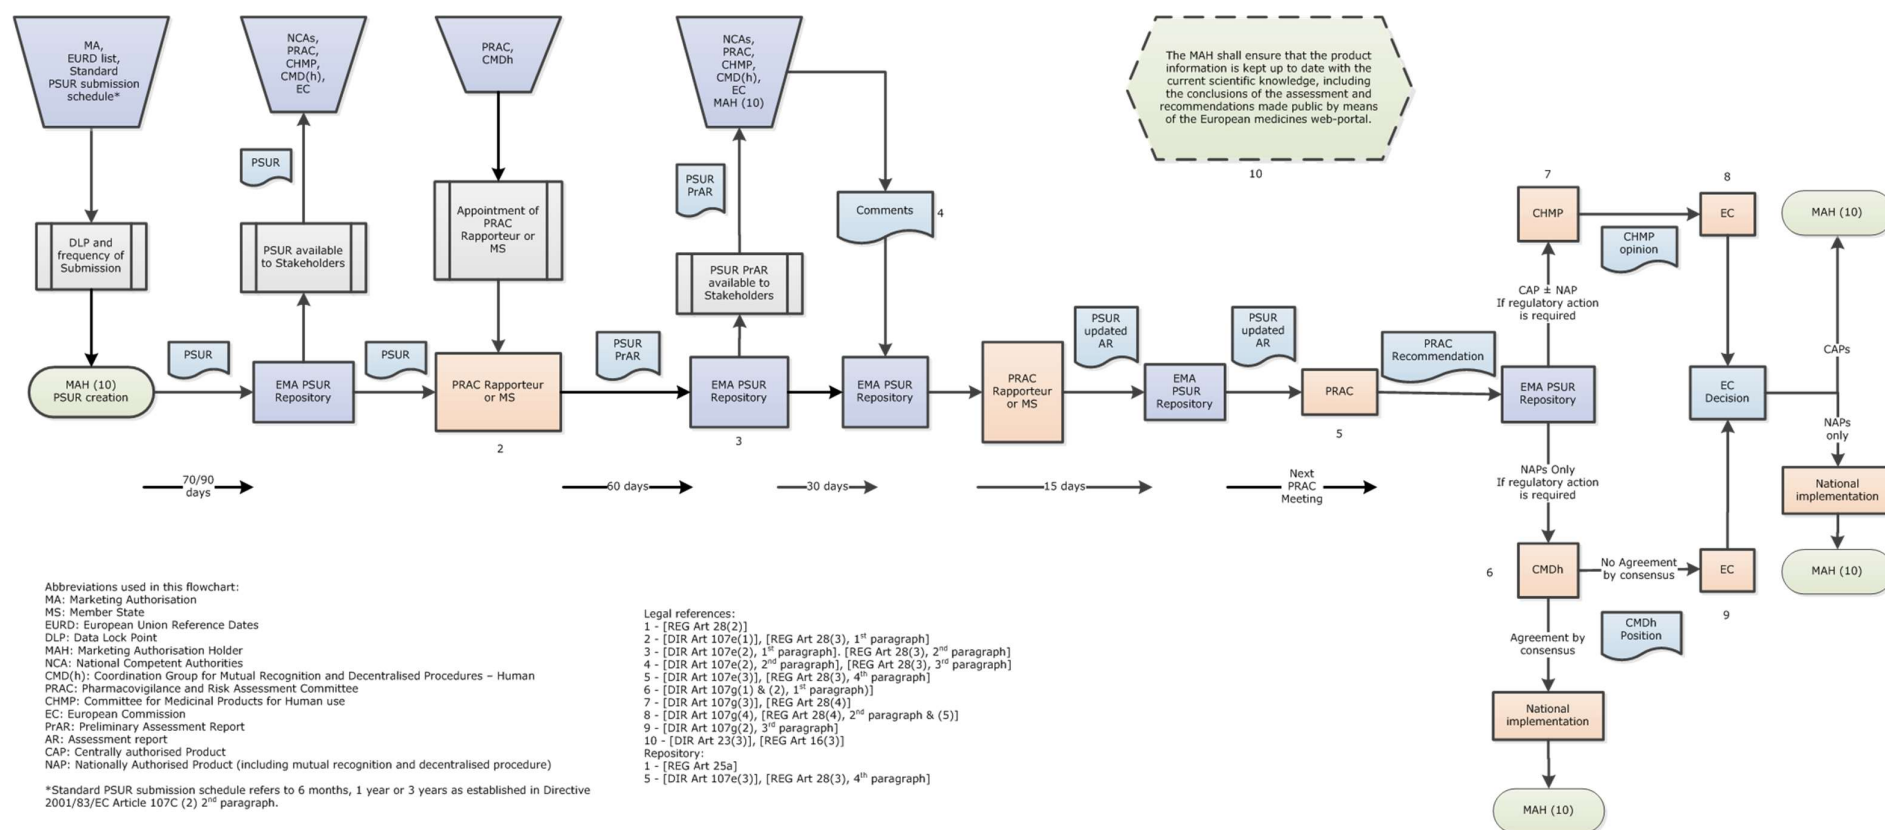 MA,
EURD list,
Standard
PSUR submission
schedule*
NCAs,
PRAC,
CHMP,
CMD(h),
EC
PRAC,
CMDh
NCAs,
PRAC,
CHMP,
CMD(h),
EC
MAH (10)
The MAH shall ensure that the product
information is kept up to date with the
current scientific knowledge, including
the conclusions of the assessment and
recommendations made public by means
of the European medicines web-portal.
10
PSUR
PSUR
PrAR
DLP and
frequency of
Submission
PSUR available
to Stakeholders
Appointment of
PRAC
Rapporteur or
MS
PSUR PrAR
available to
Stakeholders
Comments
4
7
CHMP
CHMP
opinion
8
EC
MAH (10)
CAP ± NAP
If regulatory action
is required
CAPs
MAH (10)
PSUR creation
PSUR
EMA PSUR
Repository
PSUR
PRAC Rapporteur
or MS
2
PSUR
PrAR
EMA PSUR
Repository
3
EMA PSUR
Repository
PRAC
Rapporteur
or MS
PSUR
updated
AR
EMA
PSUR
Repository
PSUR
updated
AR
PRAC
5
PRAC
Recommendation
EMA PSUR
Repository
EC
Decision
NAPs
only
National
implementation
MAH (10)
70/90
days
60 days
30 days
15 days
Next
PRAC
Meeting
NAPs Only
If regulatory action
is required
6
CMDh
No Agreement
by consensus
EC
9
Agreement by
consensus
CMDh
Position
National
implementation
MAH (10)
Abbreviations used in this flowchart:
MA: Marketing Authorisation
MS: Member State
EURD: European Union Reference Dates
DLP: Data Lock Point
MAH: Marketing Authorisation Holder
NCA: National Competent Authorities
CMD(h): Coordination Group for Mutual Recognition and Decentralised Procedures – Human
PRAC: Pharmacovigilance and Risk Assessment Committee
CHMP: Committee for Medicinal Products for Human use
EC: European Commission
PrAR: Preliminary Assessment Report
AR: Assessment report
CAP: Centrally authorised Product
NAP: Nationally Authorised Product (including mutual recognition and decentralised procedure)
*Standard PSUR submission schedule refers to 6 months, 1 year or 3 years as established in Directive
2001/83/EC Article 107C (2) 2nd paragraph.
Legal references:
1 - [REG Art 28(2)]
2 - [DIR Art 107e(1)], [REG Art 28(3), 1st paragraph]
3 - [DIR Art 107e(2), 1st paragraph]. [REG Art 28(3), 2nd paragraph]
4 - [DIR Art 107e(2), 2nd paragraph], [REG Art 28(3), 3rd paragraph]
5 - [DIR Art 107e(3)], [REG Art 28(3), 4th paragraph]
6 - [DIR Art 107g(1) & (2), 1st paragraph)]
7 - [DIR Art 107g(3)], [REG Art 28(4)]
8 - [DIR Art 107g(4), [REG Art 28(4), 2nd paragraph & (5)]
9 - [DIR Art 107g(2), 3rd paragraph]
10 - [DIR Art 23(3)], [REG Art 16(3)]
Repository:
1 - [REG Art 25a]
5 - [DIR Art 107e(3)], [REG Art 28(3), 4th paragraph]